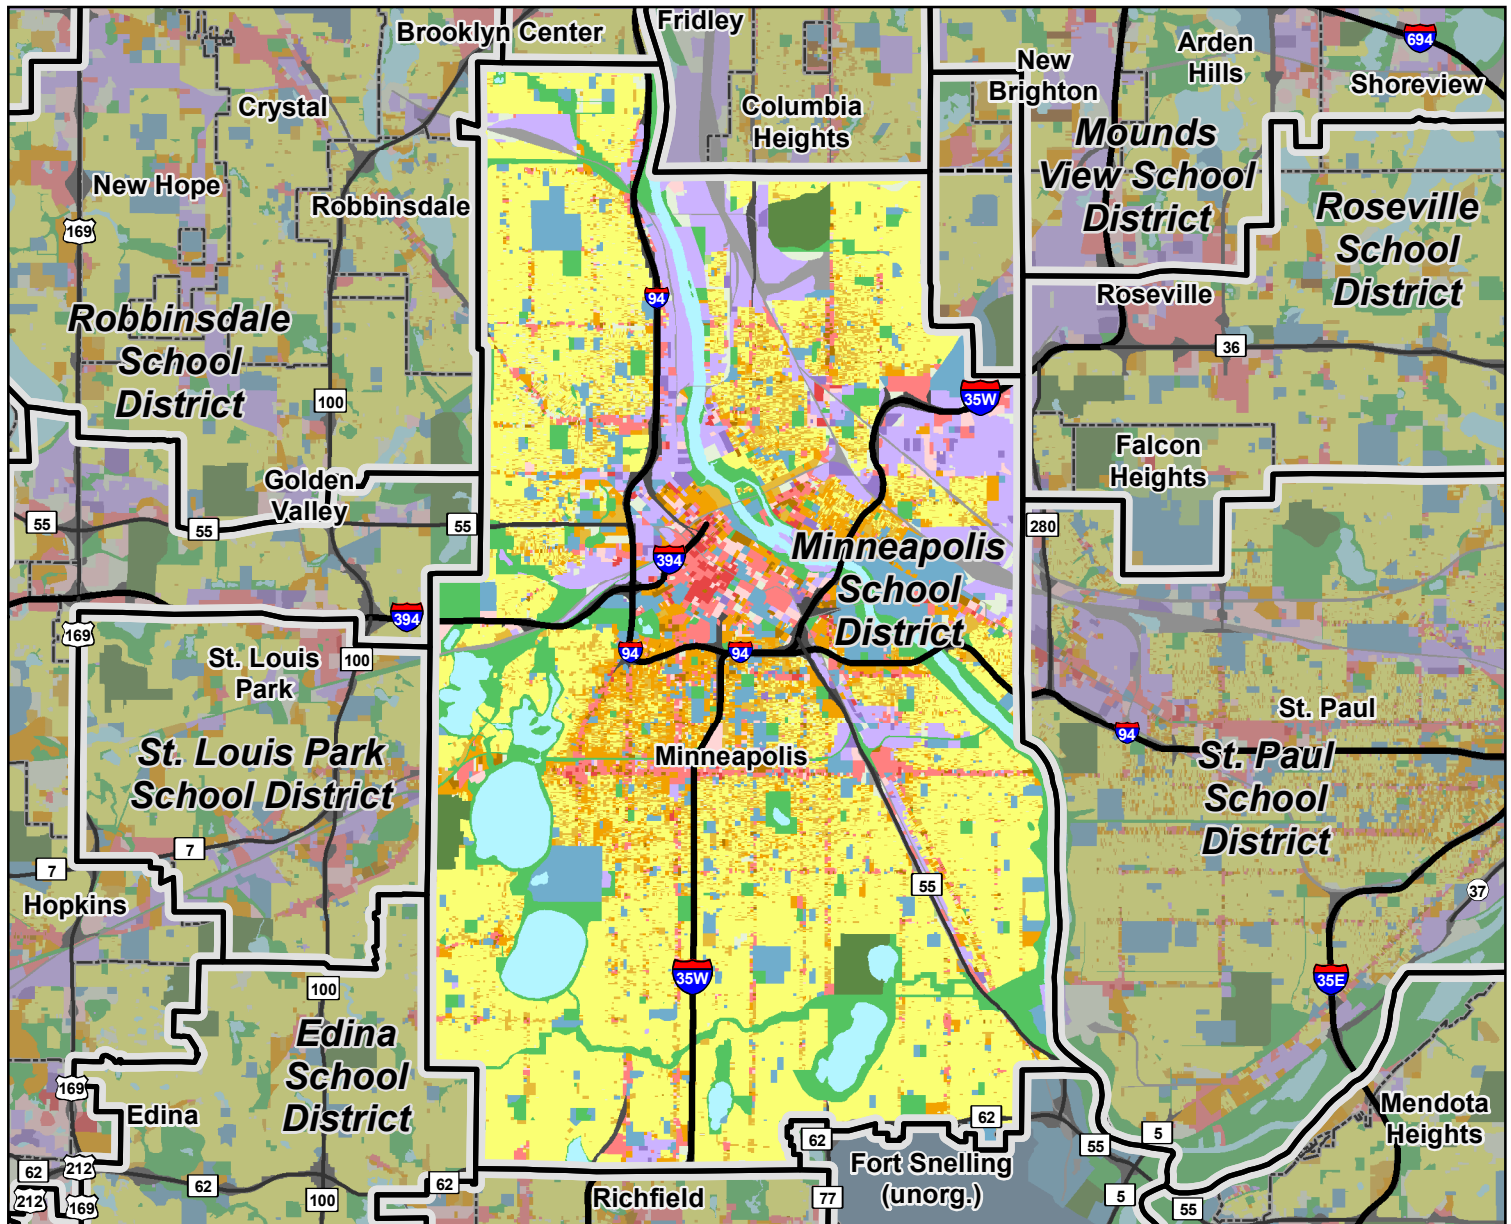 Brooklyn Center
Fridley
694
Arden
Hills
New
Brighton
Shoreview
Crystal
Columbia
Heights
Mounds
View School
District
New Hope
Robbinsdale
169
Roseville
School
District
94
Roseville
Robbinsdale
School
District
36
100
35W
Falcon
Heights
Golden
Valley
55
55
55
280
Minneapolis
School
District
394
394
169
100
St. Louis
Park
94
94
St. Paul
94
St. Louis Park
School District
Minneapolis
St. Paul
School
District
7
7
55
37
Hopkins
35W
35E
100
Edina
School
District
169
Edina
62
62
5
55
Mendota
Heights
62
212
62
62
Fort Snelling
(unorg.)
212
169
100
Richfield
77
5
55